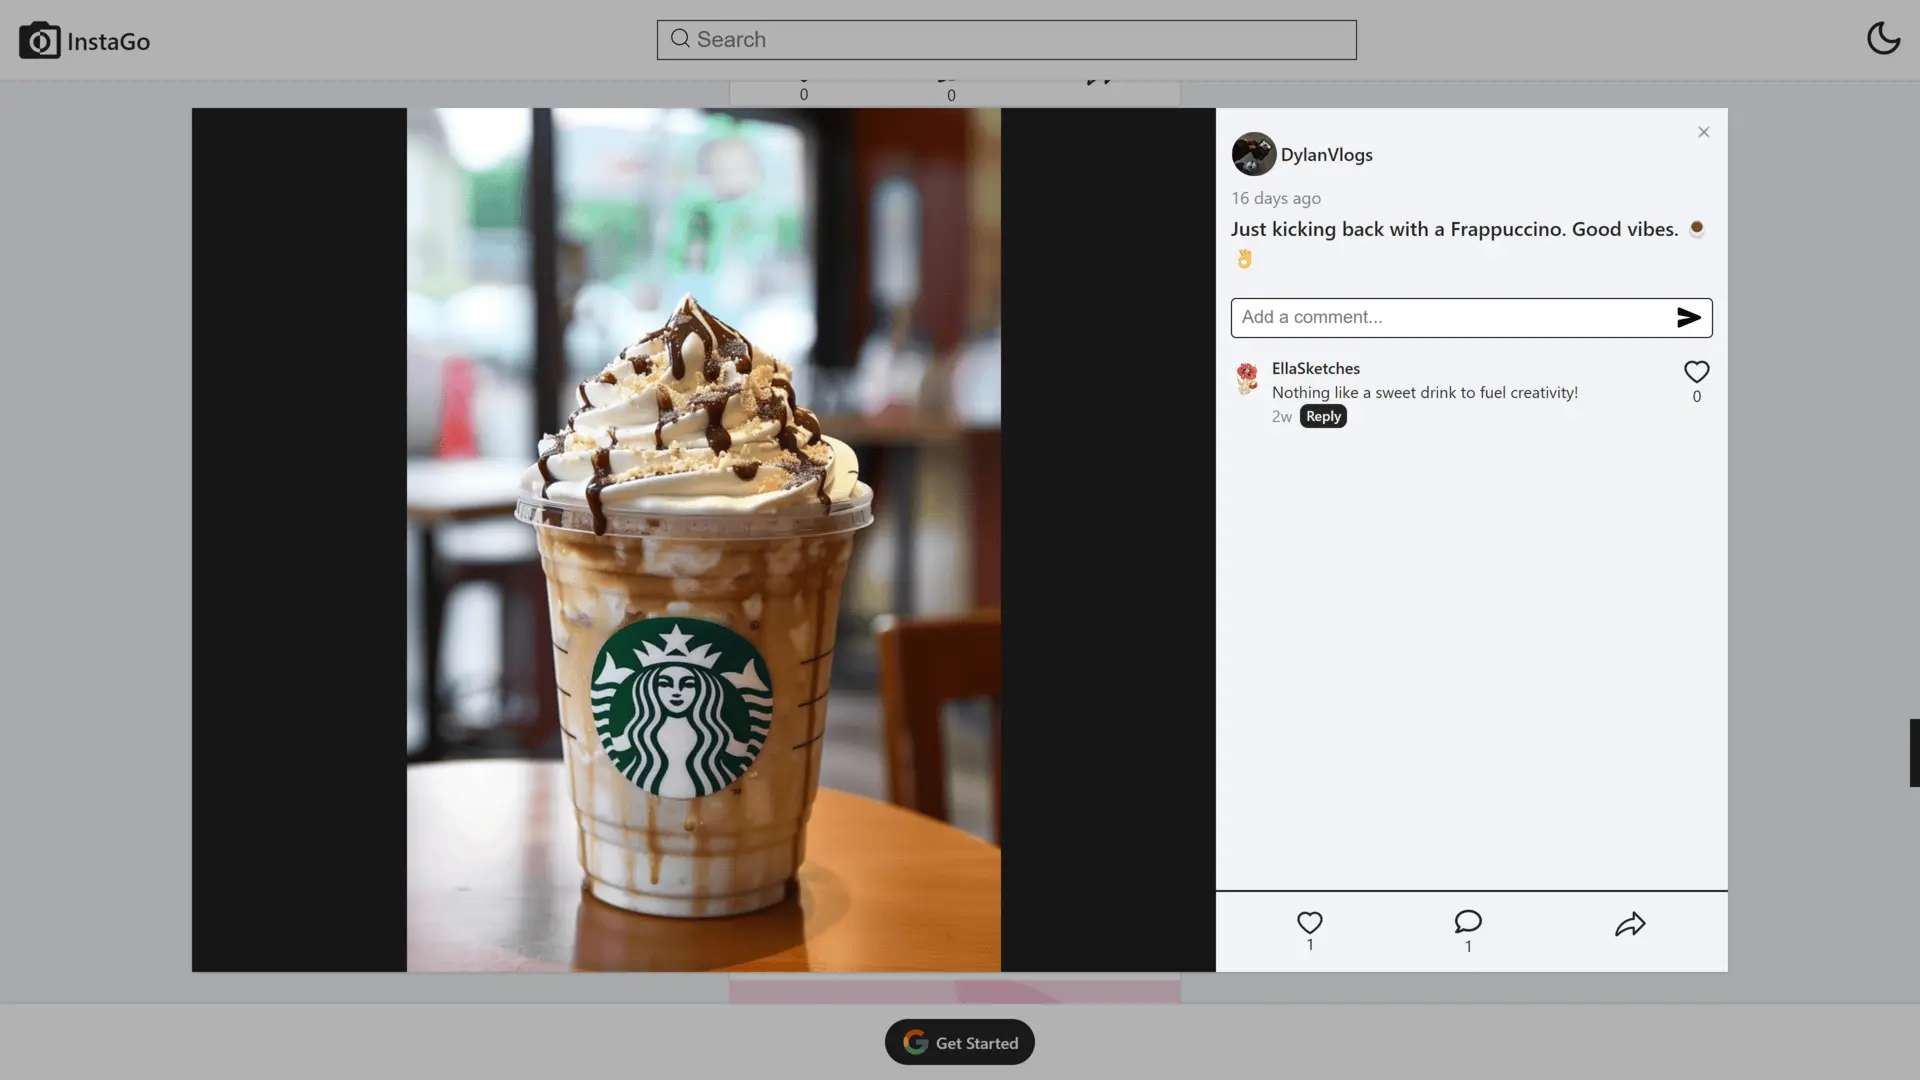 InstaGo
Search
0
0
DylanVlogs
16 days ago
Just kicking back with a Frappuccino. Good vibes. ☕
👌
Add a comment...
EllaSketches
Nothing like a sweet drink to fuel creativity!
0
2w Reply
1
1
Get Started